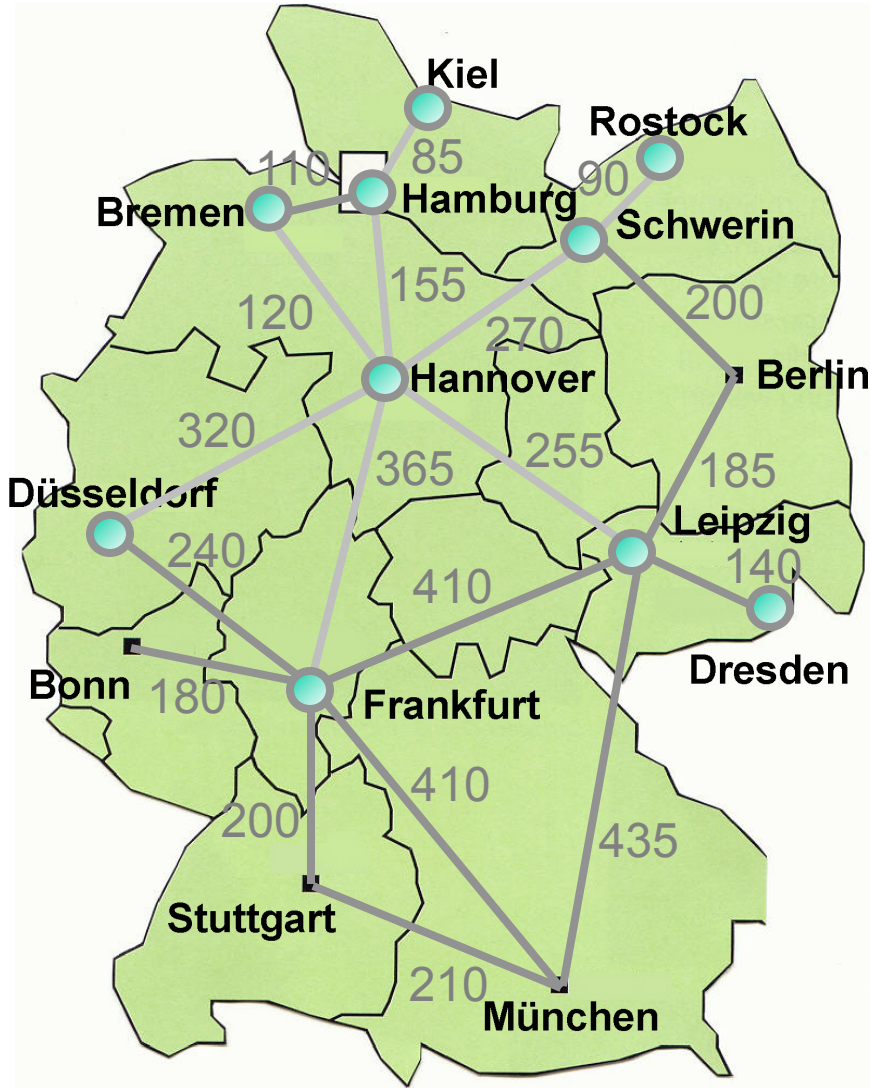 Kiel
Rostock
110
85
90
Bremen
Hamburg
Schwerin
155
200
120
270
Hannover
Berlin
320
365
255
185
Düsseldorf
Leipzig
240
410
140
Bonn
180
Frankfurt
Dresden
410
200
435
Stuttgart
210
München